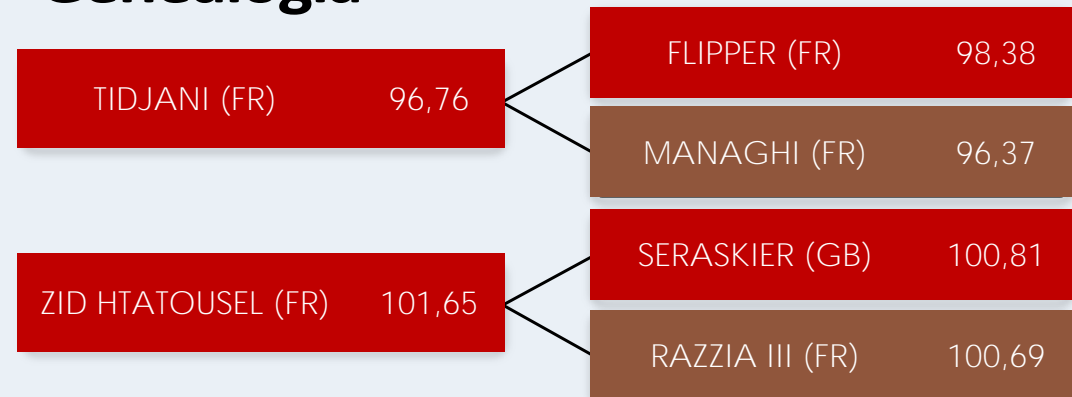 Genealogia
FLIPPER (FR) 98,38
TIDJANI (FR) 96,76
MANAGHI (FR) 96,37
SERASKIER (GB) 100,81
ZID HTATOUSEL (FR) 101,65
RAZZIA III (FR) 100,69